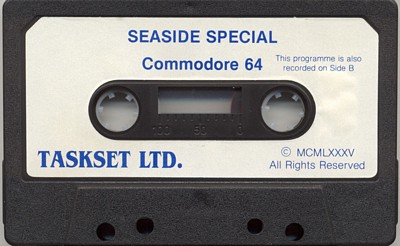 SEASIDE SPECIAL
Commodore 64
This programme is also
recorded on Side B
100 50 0
TASKSET LTD.
© MCMLXXXV
All Rights Reserved